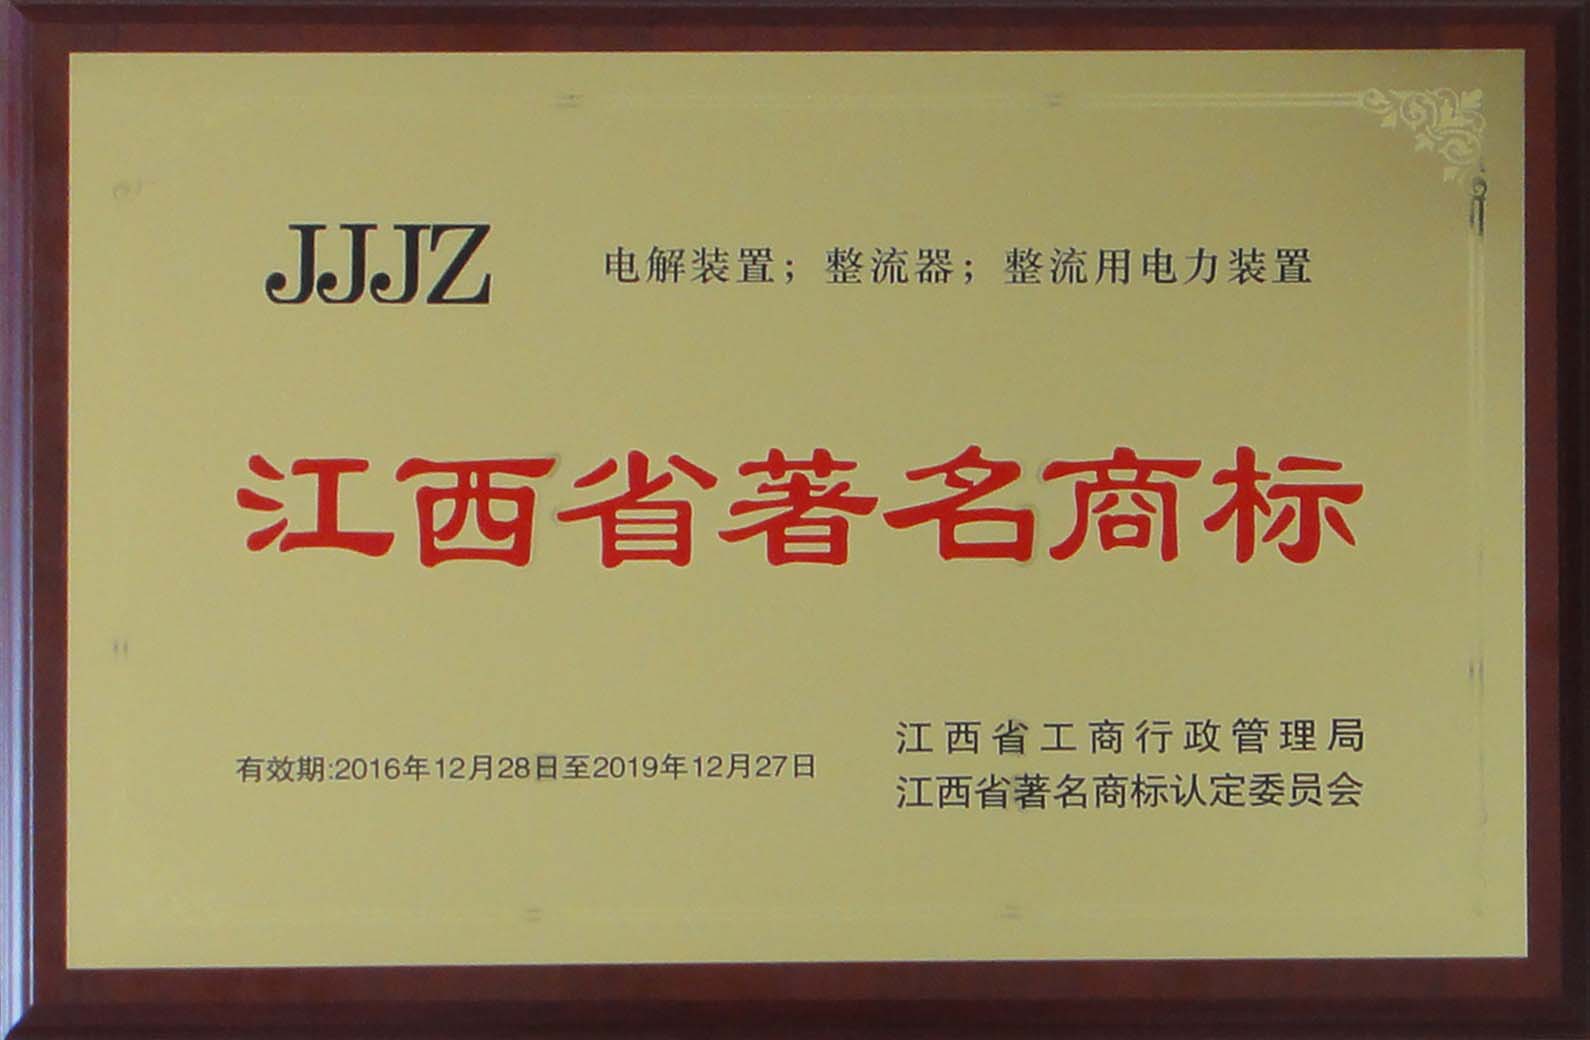 JJJZ 电解装置；整流器；整流用电力装置
江西省著名商标
有效期:2016年12月28日至2019年12月27日
江西省工商行政管理局
江西省著名商标认定委员会